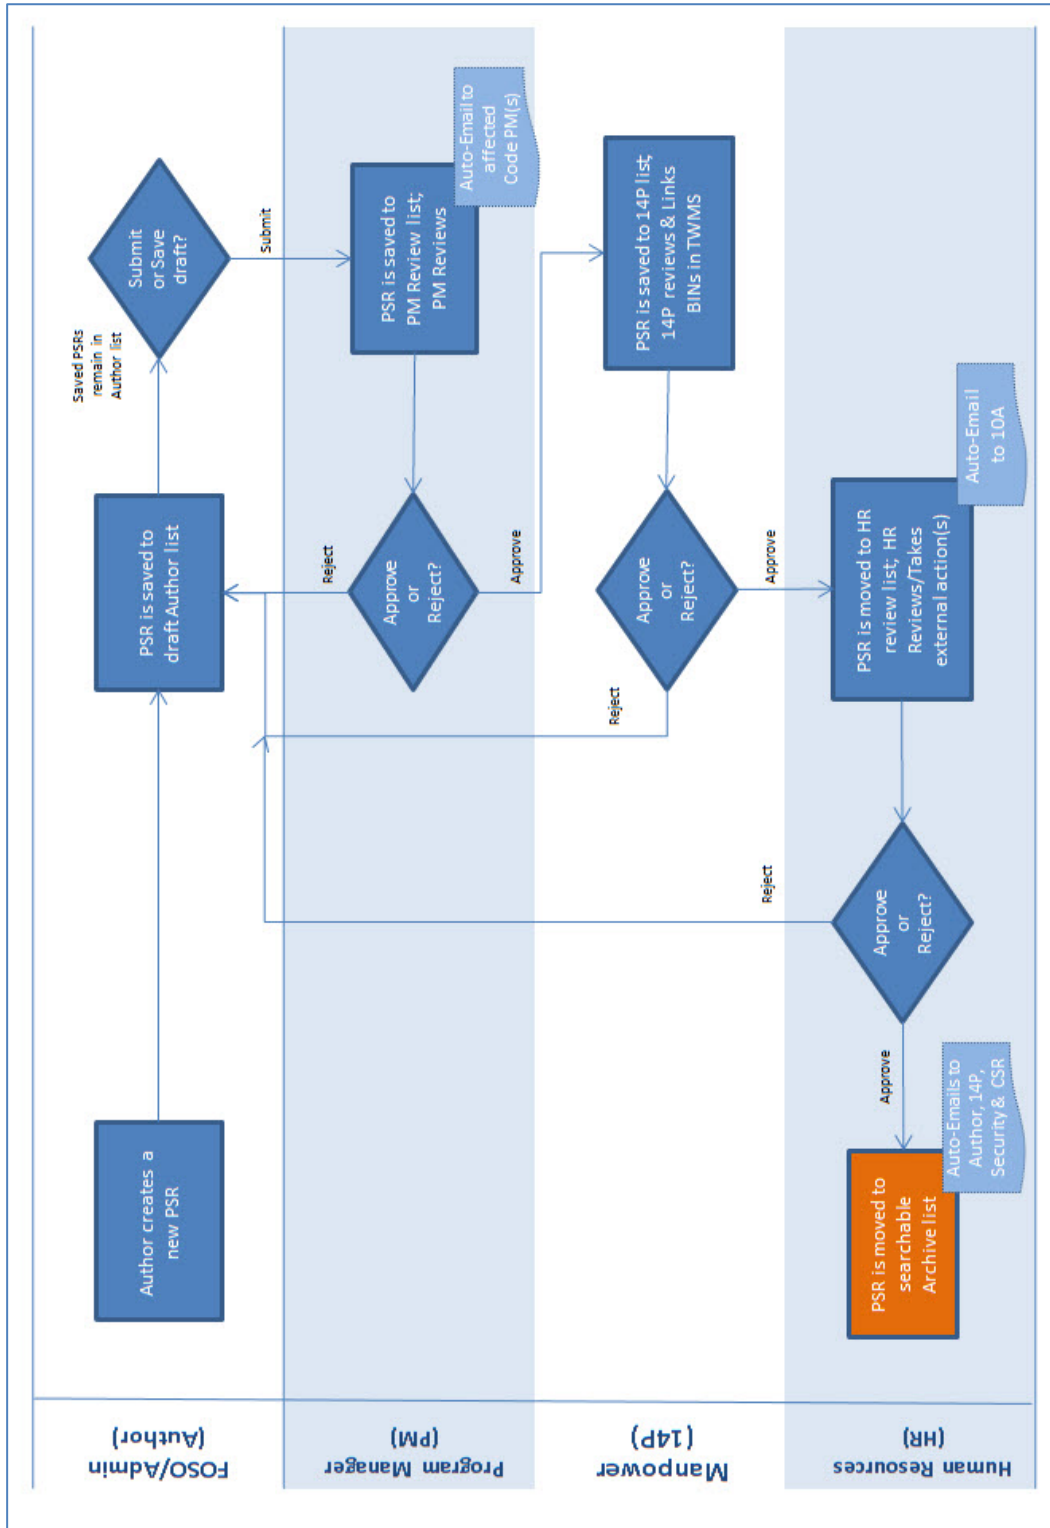 FOSO/Admin
(Author)
Author creates a
new PSR
PSR is saved to
draft Author list
Saved PSRs
remain in
Author list
Submit
or Save
draft?
Submit
Program Manager
(PM)
Reject
Approve
or
Reject?
Approve
PSR is saved to
PM Review list;
PM Reviews
Auto-Email to
affected
Code PM(s)
Manpower
(14P)
Reject
Approve
or
Reject?
Approve
PSR is saved to 14P list,
14P reviews & Links
BINs in TWMS
Human Resources
(HR)
PSR is moved to
searchable
Archive list
Auto-Emails to
Author, 14P,
Security & CSR
Approve
Reject
Approve
or
Reject?
PSR is moved to HR
review list; HR
Reviews/Takes
external action(s)
Auto-Email
to 10A